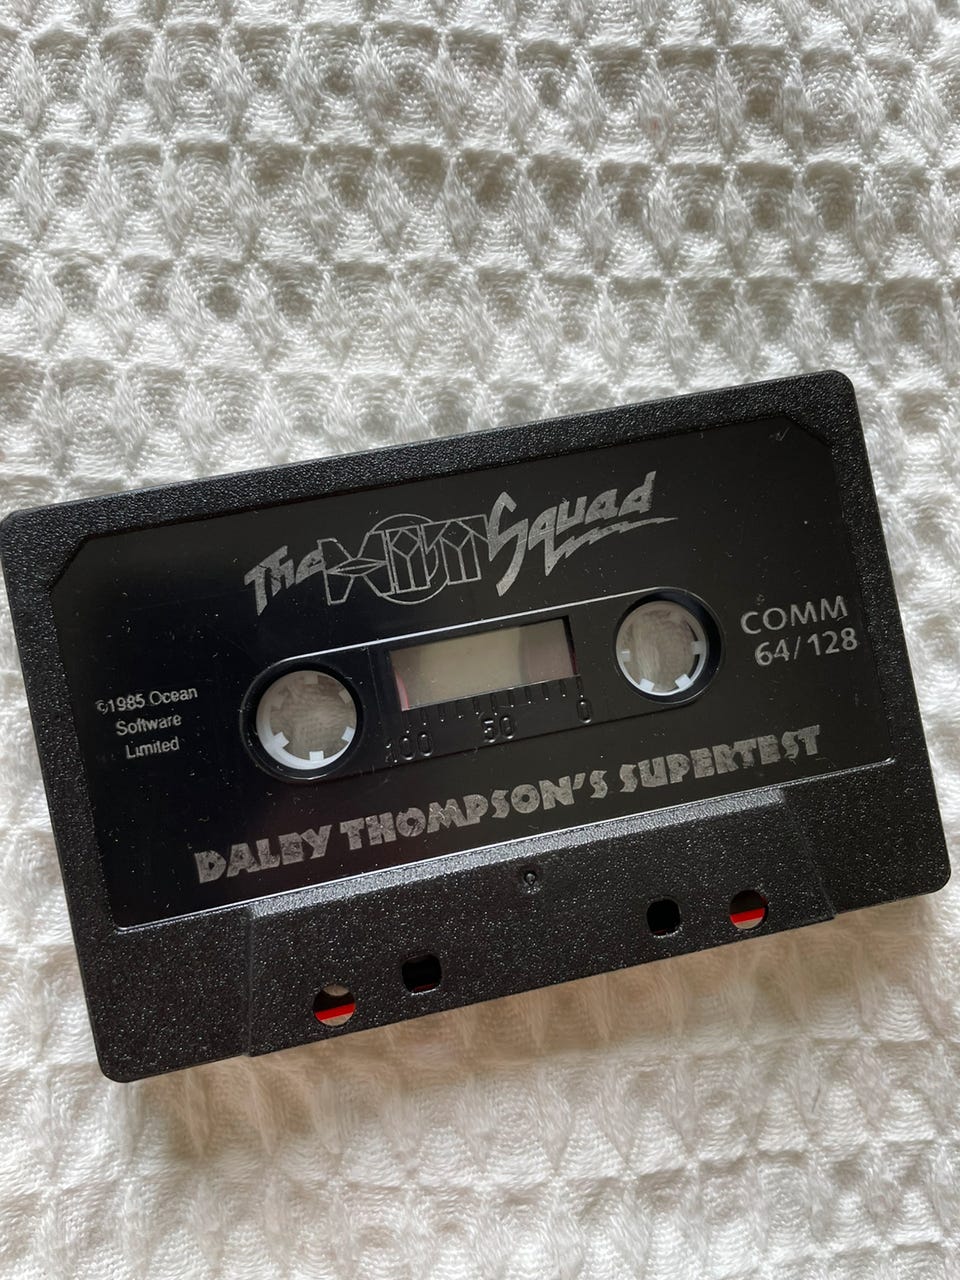 The Hit Squad
COMM
64/128
©1985 Ocean
Software
Limited
100 50 0
DALEY THOMPSON'S SUPERTEST